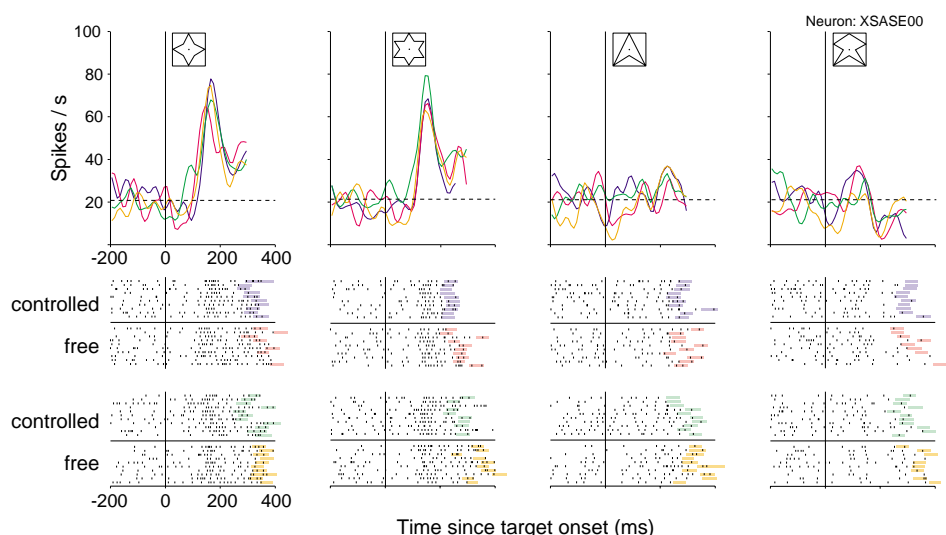 Neuron: XSASE00
100
80
60
40
20
Spikes / s
-200 0 200 400
controlled
free
controlled
free
-200 0 200 400
Time since target onset (ms)